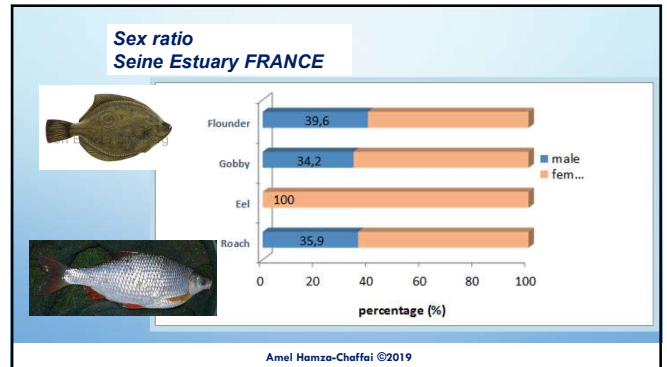 Sex ratio
Seine Estuary FRANCE
Flounder
39,6
Gobby
34,2
male
fem...
Eel
100
Roach
35,9
0 20 40 60 80 100
percentage (%)
Amel Hamza-Chaffai ©2019